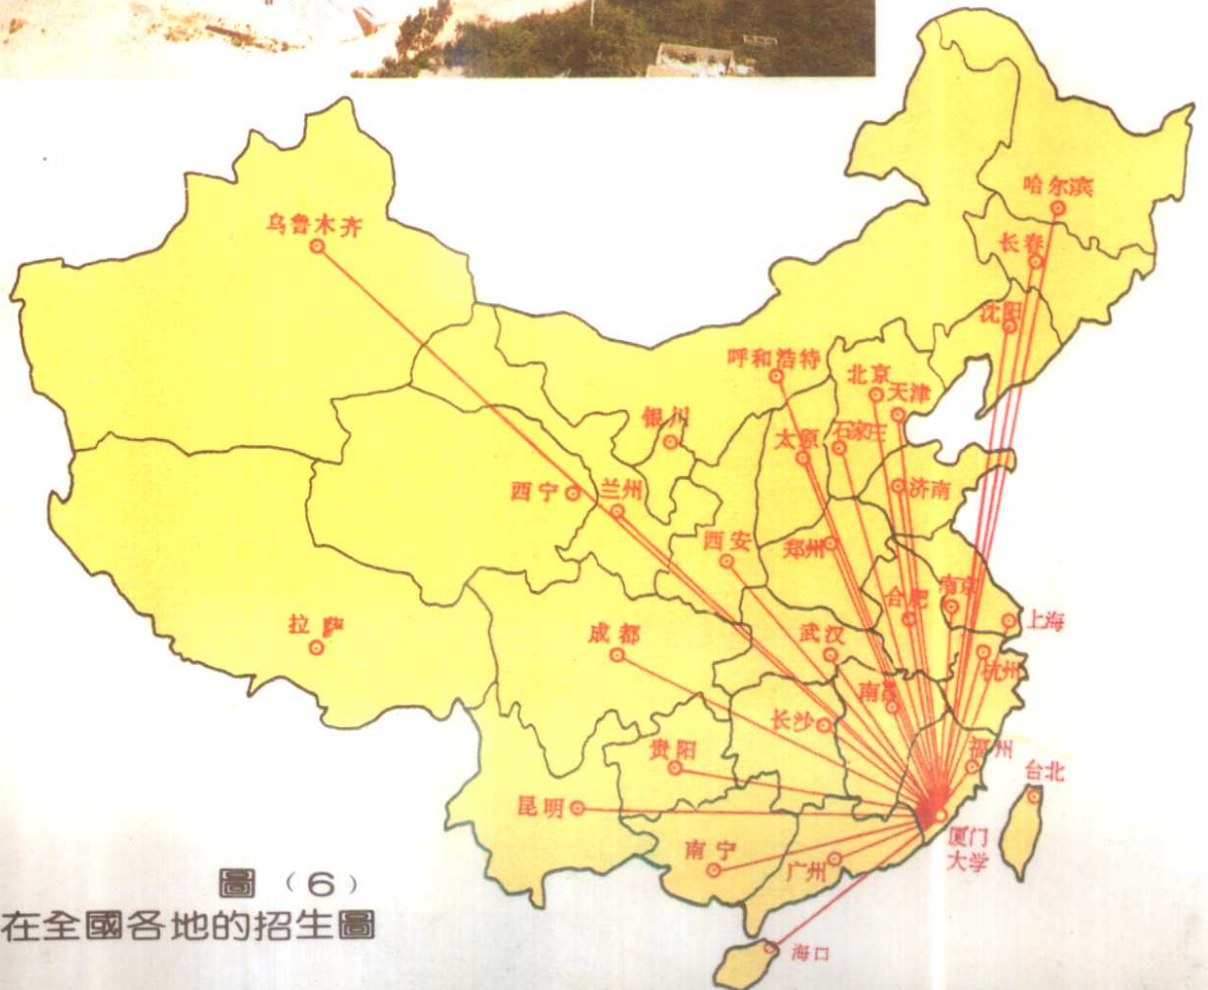 哈尔滨
乌鲁木齐
长春
沈阳
呼和浩特
北京
天津
银川
太原
石家庄
西宁
兰州
济南
西安
郑州
合肥
南京
上海
拉萨
成都
武汉
杭州
南昌
长沙
贵阳
福州
台北
昆明
厦门
大学
南宁
广州
海口
圖（6）
在全國各地的招生圖